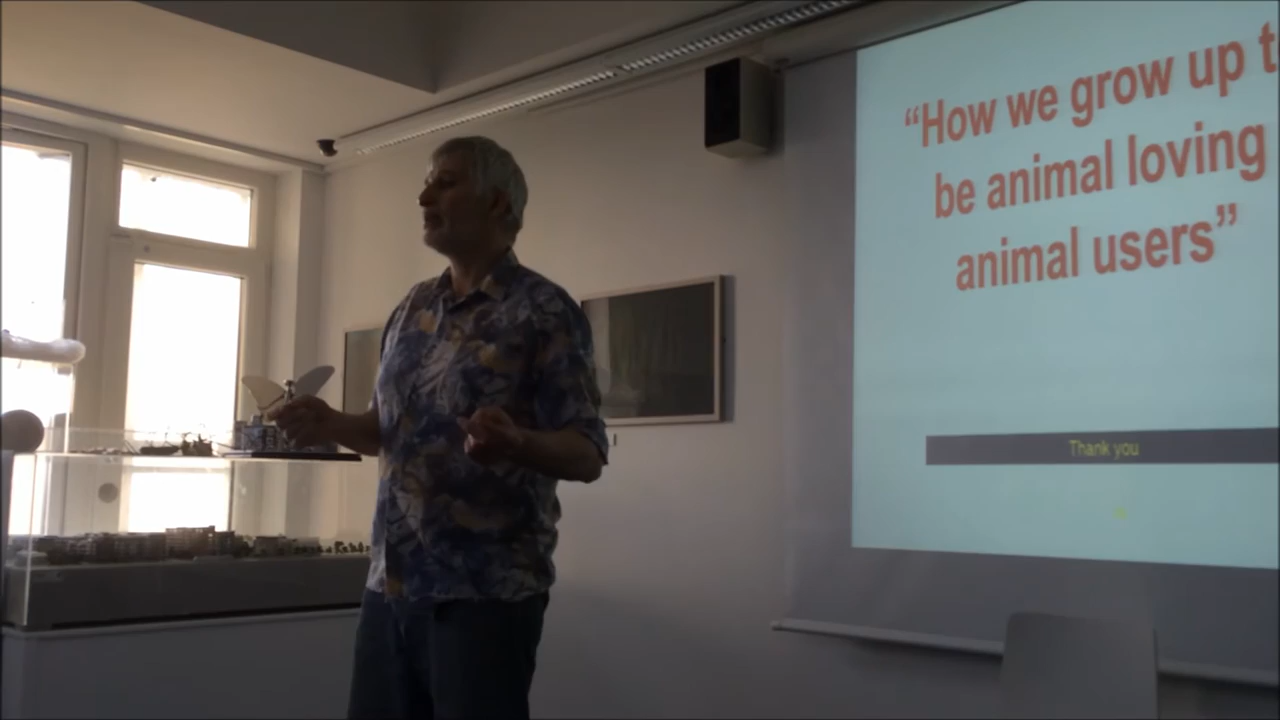 “How we grow up t
be animal loving
animal users”
Thank you